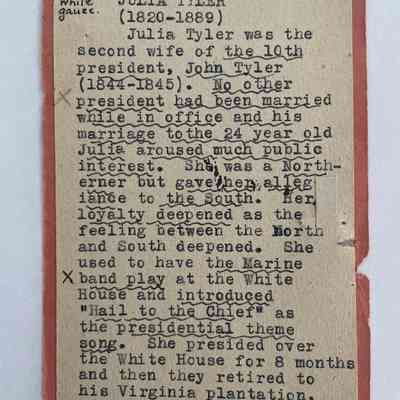 White
gauze.
JULIA TYLER
(1820-1889)
Julia Tyler was the
second wife of the 10th
president, John Tyler
(1844-1845). No other
president had been married
while in office and his
marriage tothe 24 year old
Julia aroused much public
interest. She was a North-
erner but gave her alleg
iance to the South. Her
loyalty deepened as the
feeling between the North
and South deepened. She
used to have the Marine
X band play at the White
House and introduced
"Hail to the Chief" as
the presidential theme
song. She presided over
the White House for 8 months
and then they retired to
his Virginia plantation.